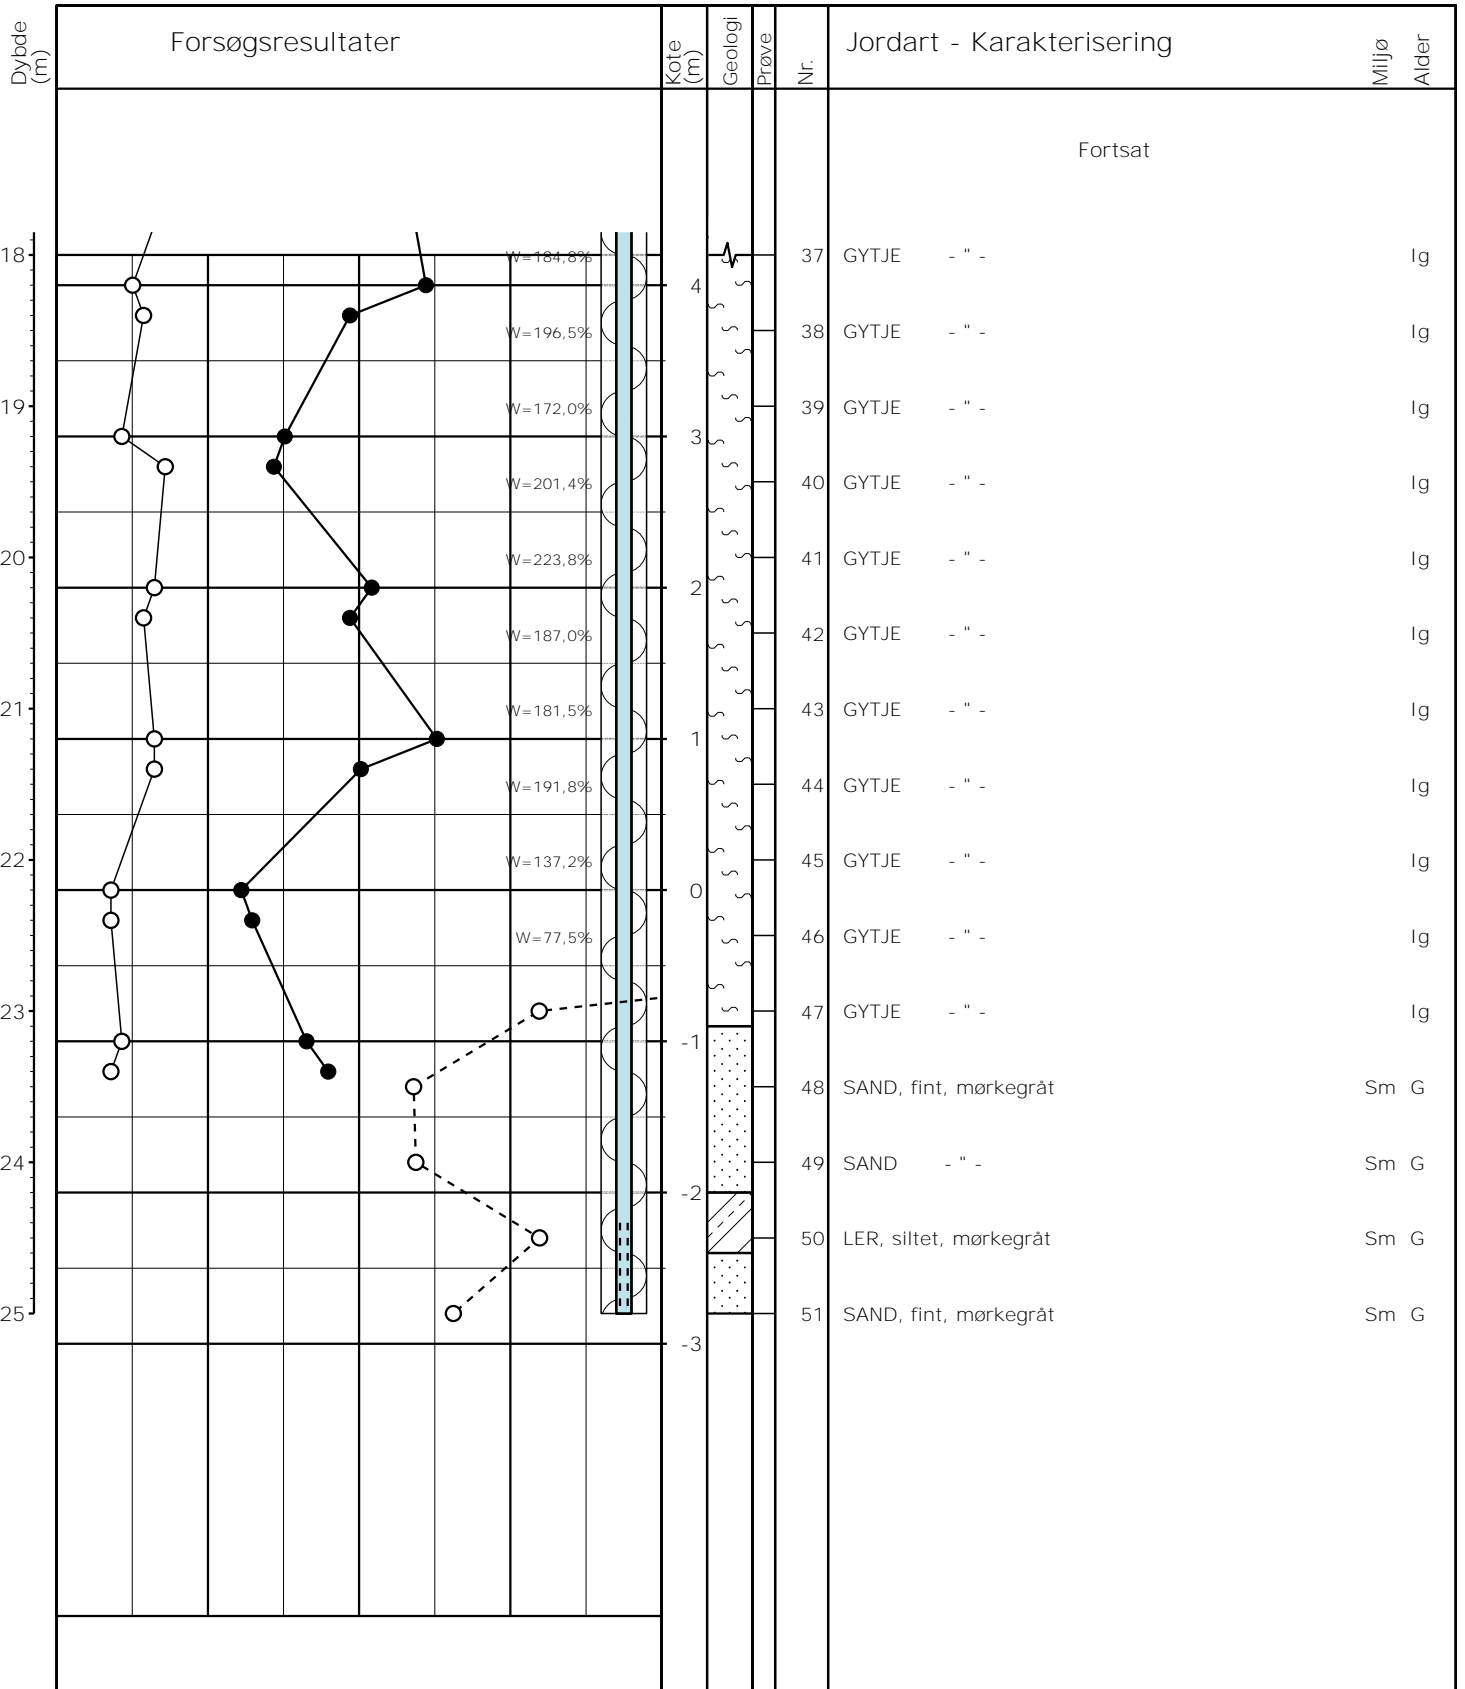 Dybde (m) Forsøgsresultater Kote (m) Geologi Prøve Nr. Jordart - Karakterisering Miljø Alder
Fortsat
18 W=184,8% 37 GYTJE - " - Ig
4
W=196,5% 38 GYTJE - " - Ig
19 W=172,0% 39 GYTJE - " - Ig
3
W=201,4% 40 GYTJE - " - Ig
20 W=223,8% 41 GYTJE - " - Ig
2
W=187,0% 42 GYTJE - " - Ig
21 W=181,5% 43 GYTJE - " - Ig
1
W=191,8% 44 GYTJE - " - Ig
22 W=137,2% 45 GYTJE - " - Ig
0
W=77,5% 46 GYTJE - " - Ig
23 47 GYTJE - " - Ig
-1
48 SAND, fint, mørkegråt Sm G
24 49 SAND - " - Sm G
-2
50 LER, siltet, mørkegråt Sm G
25 51 SAND, fint, mørkegråt Sm G
-3